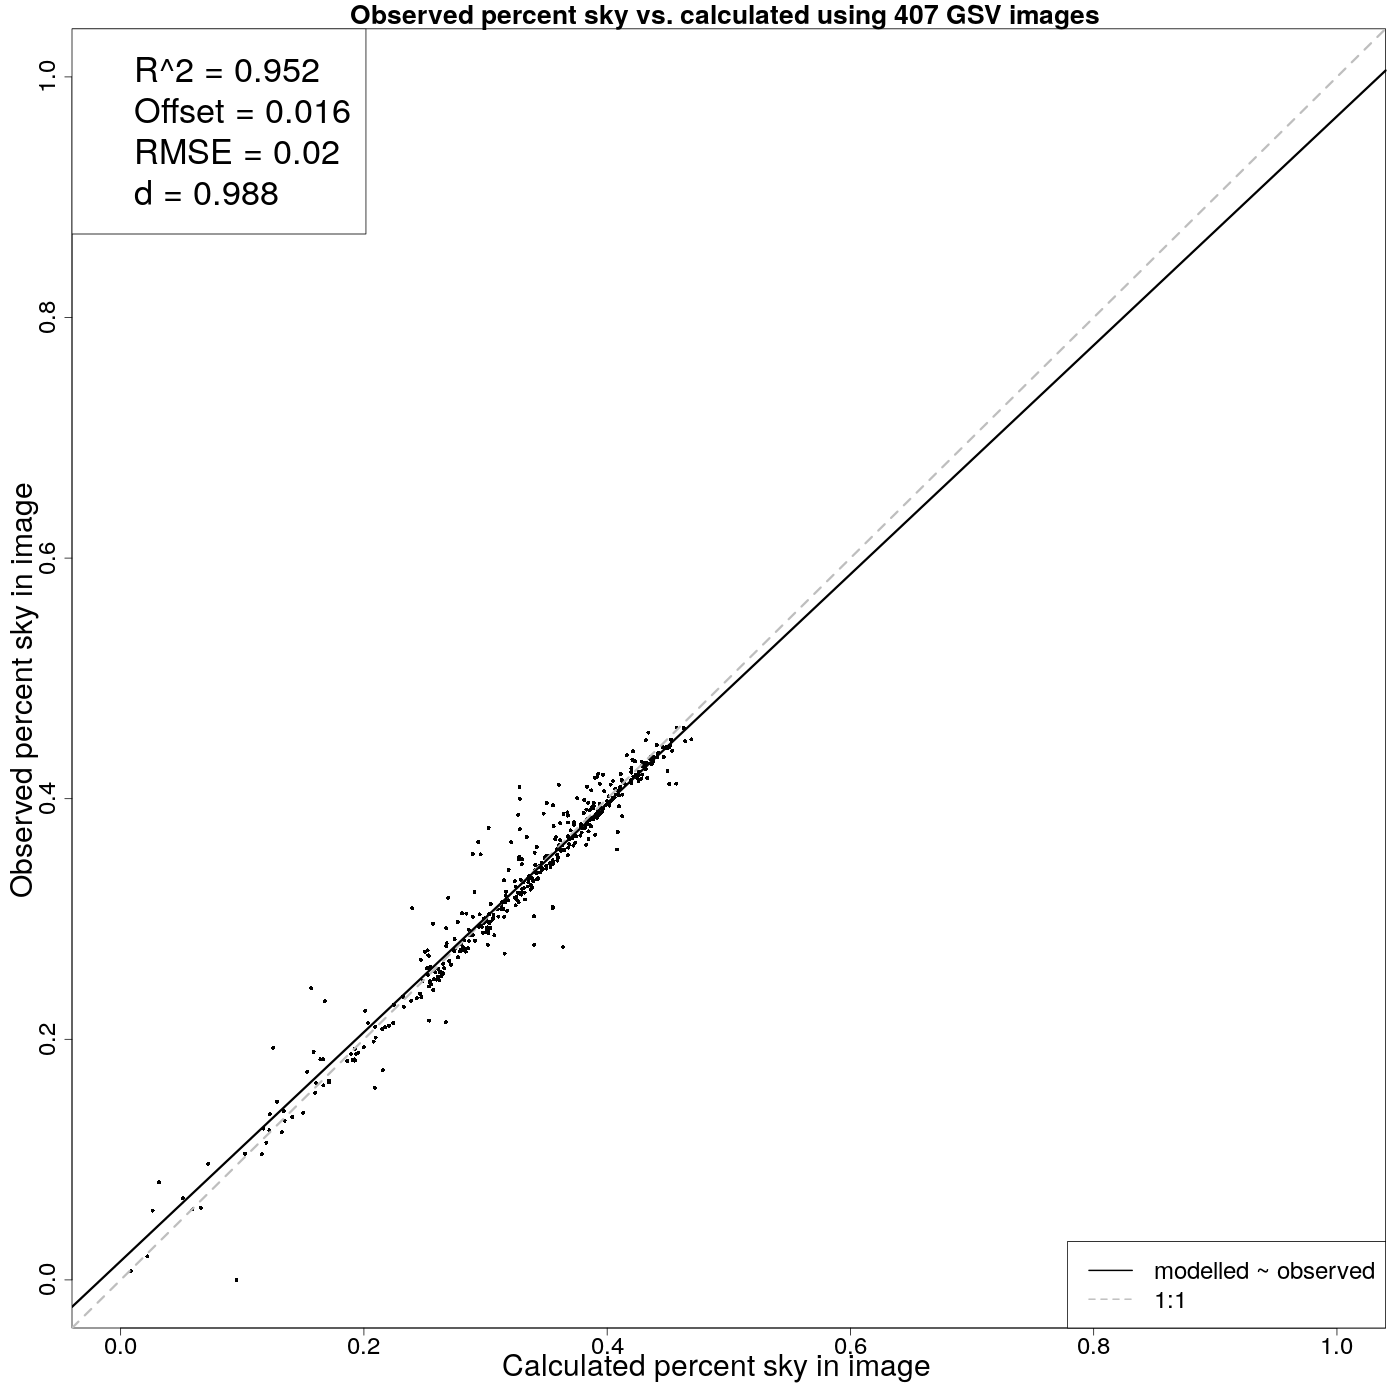 Observed percent sky vs. calculated using 407 GSV images
R^2 = 0.952
Offset = 0.016
RMSE = 0.02
d = 0.988
Observed percent sky in image
1.0
0.8
0.6
0.4
0.2
0.0
modelled ~ observed
1:1
0.0 0.2 0.4 0.6 0.8 1.0
Calculated percent sky in image